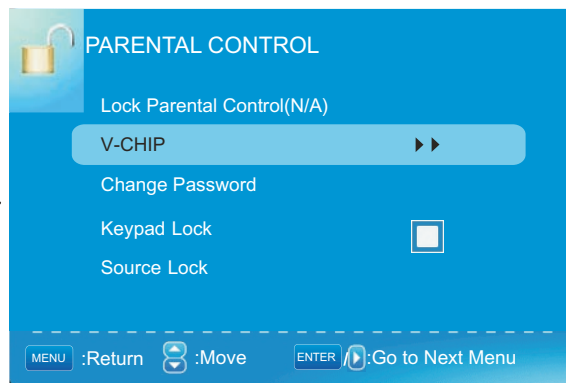 PARENTAL CONTROL
Lock Parental Control(N/A)
V-CHIP
Change Password
Keypad Lock
Source Lock
MENU :Return :Move ENTER / :Go to Next Menu